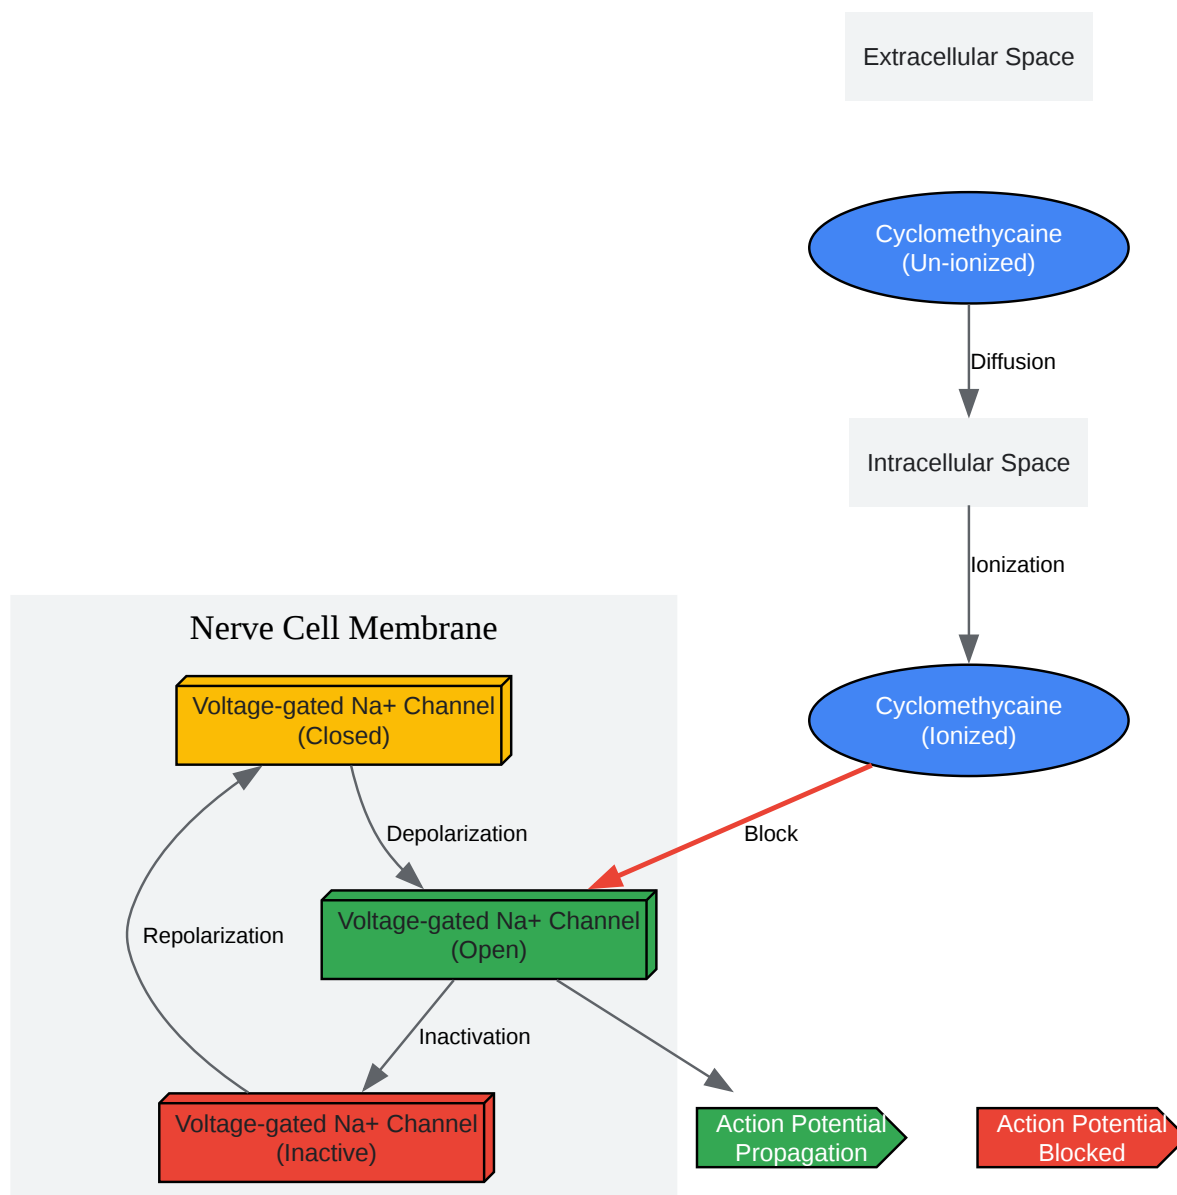 Extracellular Space
Cyclomethycaine
(Un-ionized)
Diffusion
Intracellular Space
Ionization
Nerve Cell Membrane
Voltage-gated Na+ Channel
(Closed)
Cyclomethycaine
(Ionized)
Depolarization
Block
Voltage-gated Na+ Channel
(Open)
Repolarization
Inactivation
Voltage-gated Na+ Channel
(Inactive)
Action Potential
Propagation
Action Potential
Blocked